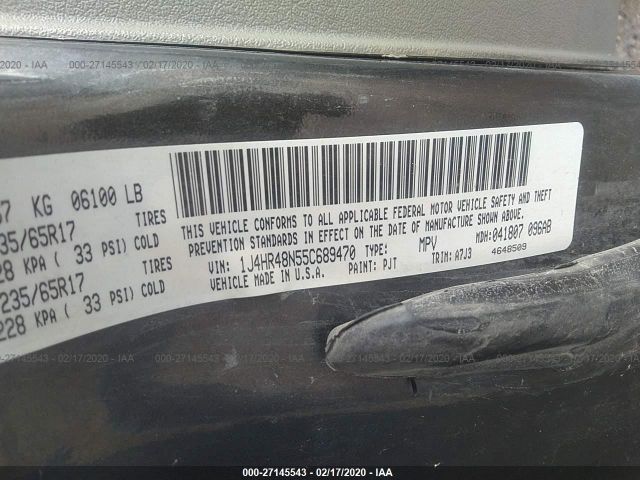 000-27145543 / 02/17/2020 - IAA
KG 06100 LB
35/65R17 TIRES
28 KPA ( 33 PSI) COLD
235/65R17 TIRES
228 KPA ( 33 PSI) COLD
THIS VEHICLE CONFORMS TO ALL APPLICABLE FEDERAL MOTOR VEHICLE SAFETY AND THEFT
PREVENTION STANDARDS IN EFFECT ON THE DATE OF MANUFACTURE SHOWN ABOVE.
VIN: 1J4HR48N55C689470 TYPE: MPV MDH: 041807 096AB
VEHICLE MADE IN U.S.A. PAINT: PJT TRIM: A7J3 4648509
000-27145543 / 02/17/2020 - IAA
000-27145543 / 02/17/2020 - IAA